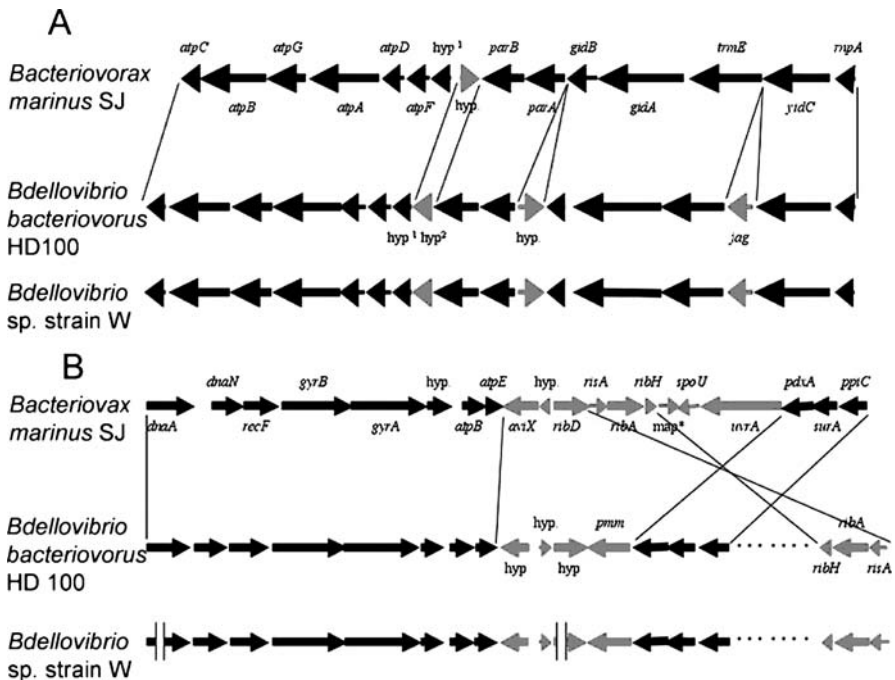 A
atpC atpG atpD hyp¹ parB gidB trmE rnpA
Bacteriovorax
marinus SJ
atpB atpA atpF hyp. parA gidA yidC
Bdellovibrio
bacteriovorus
HD100
hyp¹ hyp² hyp. jag
Bdellovibrio
sp. strain W
B
dnaN gyrB hyp. atpE hyp. risA ribH spoU pdxA ppiC
Bacteriovax
marinus SJ
dnaA recF gyrA atpB aviX ribD ribA map* uvrA surA
Bdellovibrio
bacteriovorus
HD 100
hyp. pmm ribA
hyp hyp ribH risA
Bdellovibrio
sp. strain W